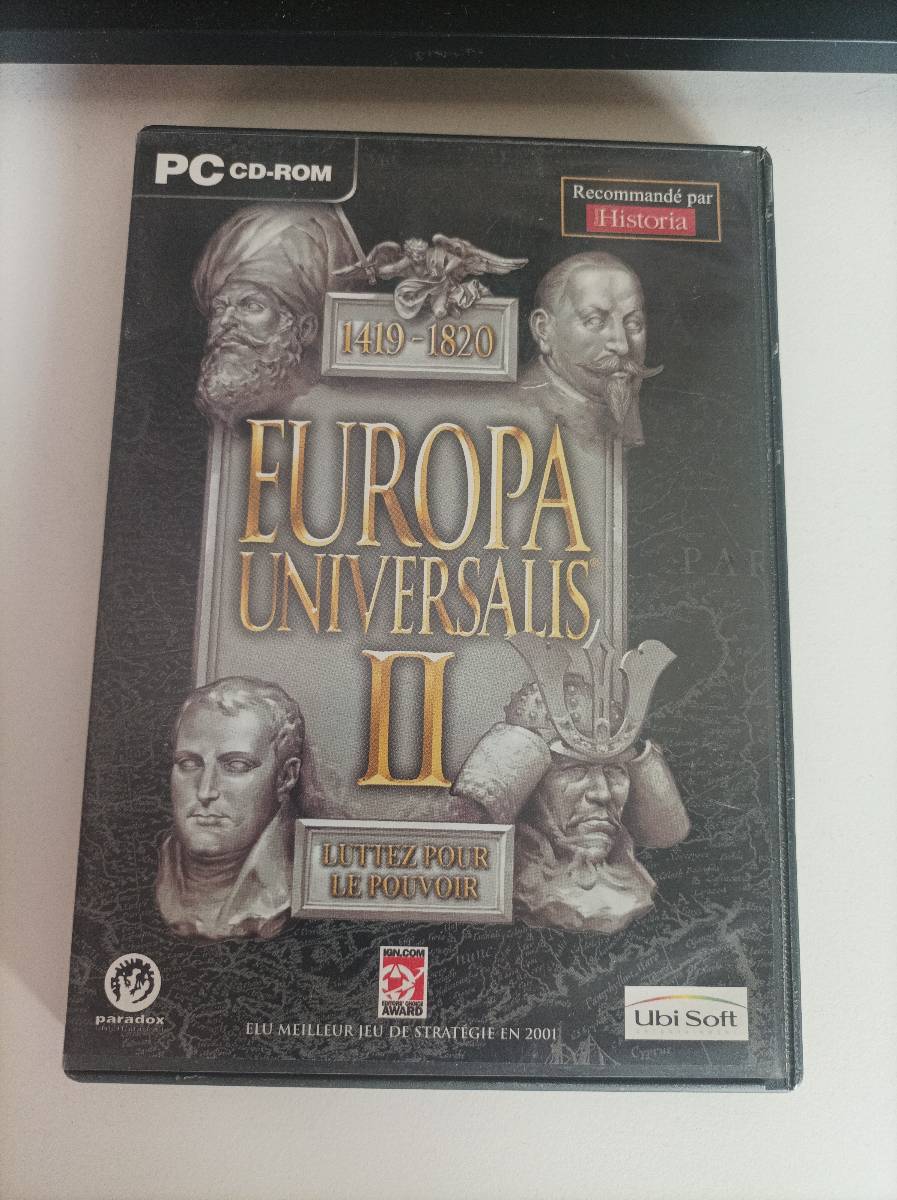 PC CD-ROM
Recommandé par
Historia
1419-1820
EUROPA
UNIVERSALIS
II
LUTTEZ POUR
LE POUVOIR
IGN.COM
EDITORS' CHOICE
AWARD
paradox
Ubi Soft
ELU MEILLEUR JEU DE STRATÉGIE EN 2001
Cyprus